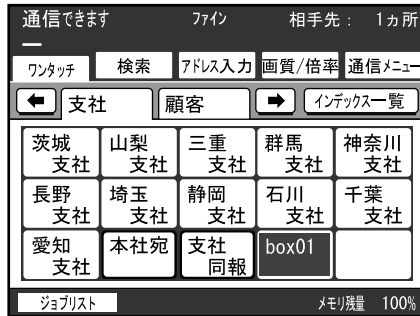 通信できます ファイン 相手先： 1ヵ所
ワンタッチ 検索 アドレス入力 画質/倍率 通信メニュー
支社 顧客 インデックス一覧
茨城 山梨 三重 群馬 神奈川
支社 支社 支社 支社 支社
長野 埼玉 静岡 石川 千葉
支社 支社 支社 支社 支社
愛知 本社宛 支社 box01
支社 同報
ジョブリスト メモリ残量 100%